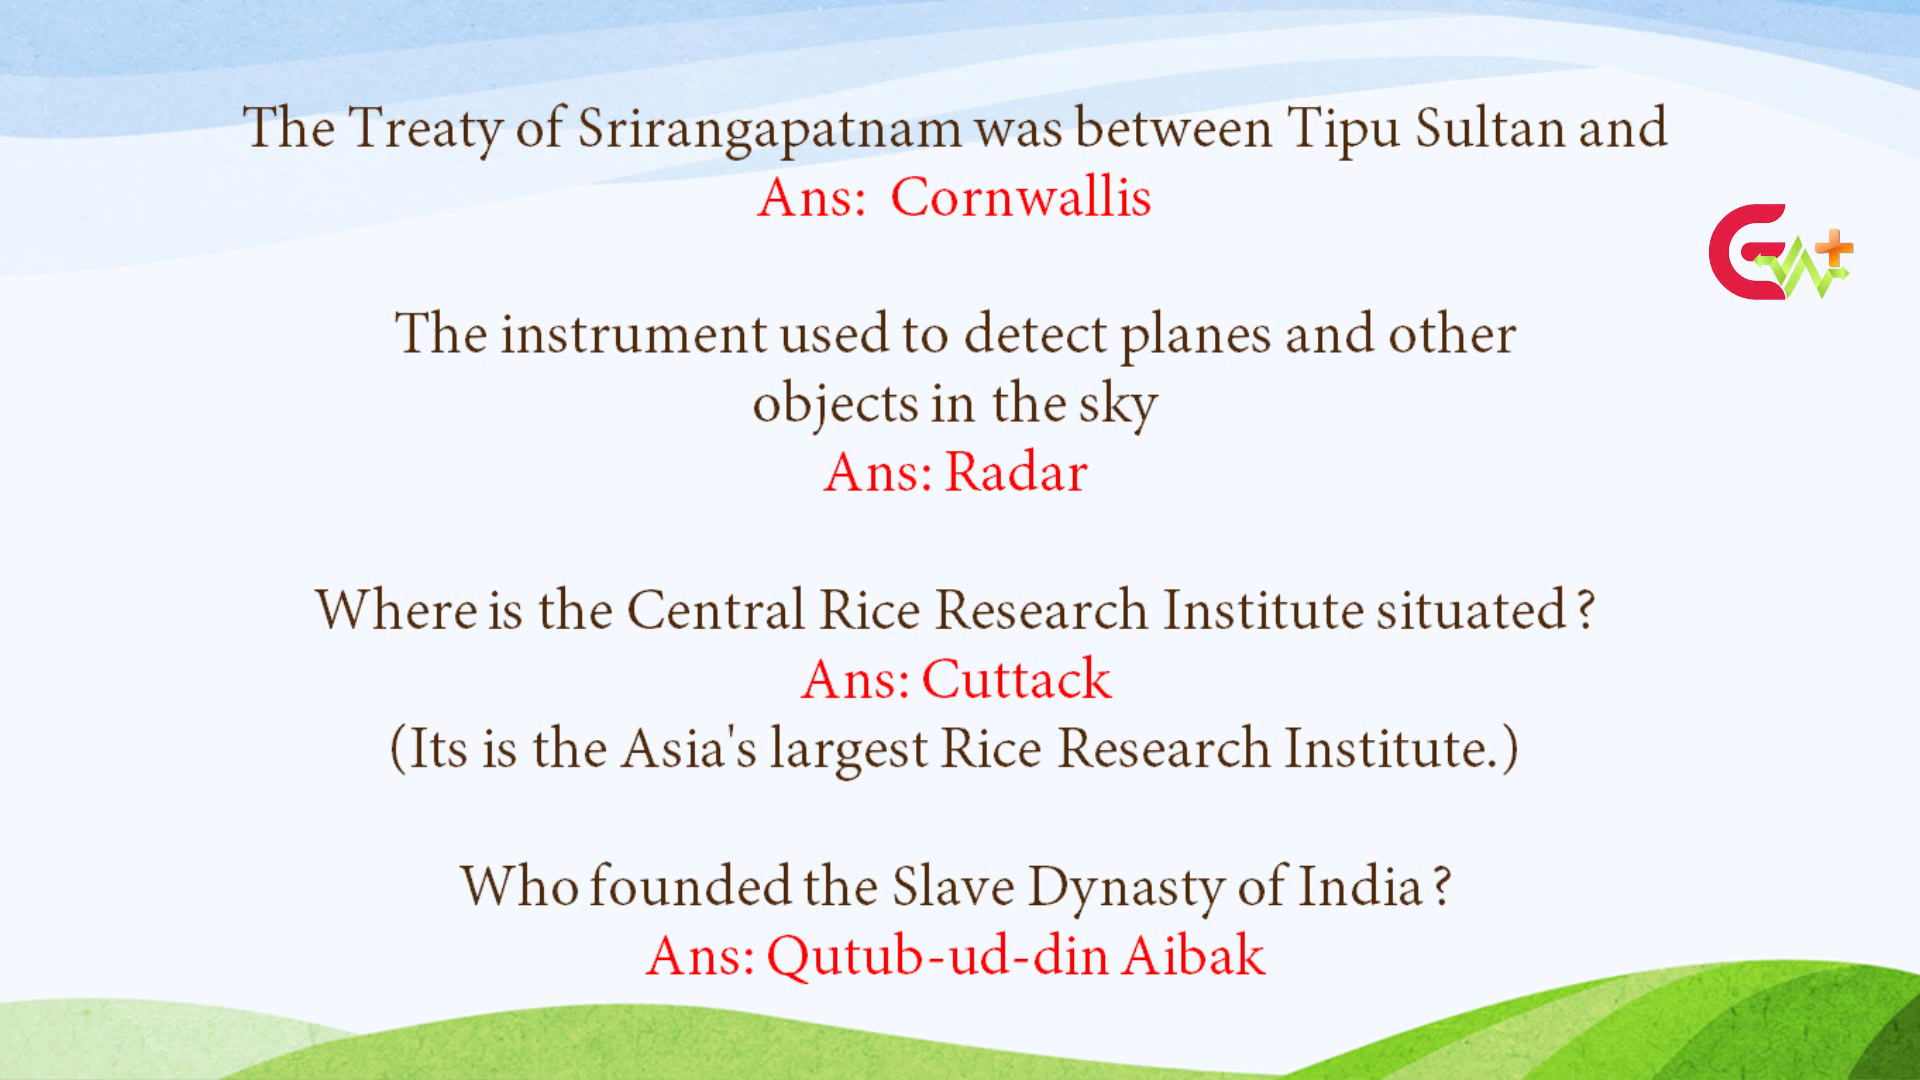 The Treaty of Srirangapatnam was between Tipu Sultan and
Ans: Cornwallis
The instrument used to detect planes and other
objects in the sky
Ans: Radar
Where is the Central Rice Research Institute situated ?
Ans: Cuttack
(Its is the Asia's largest Rice Research Institute.)
Who founded the Slave Dynasty of India ?
Ans: Qutub-ud-din Aibak